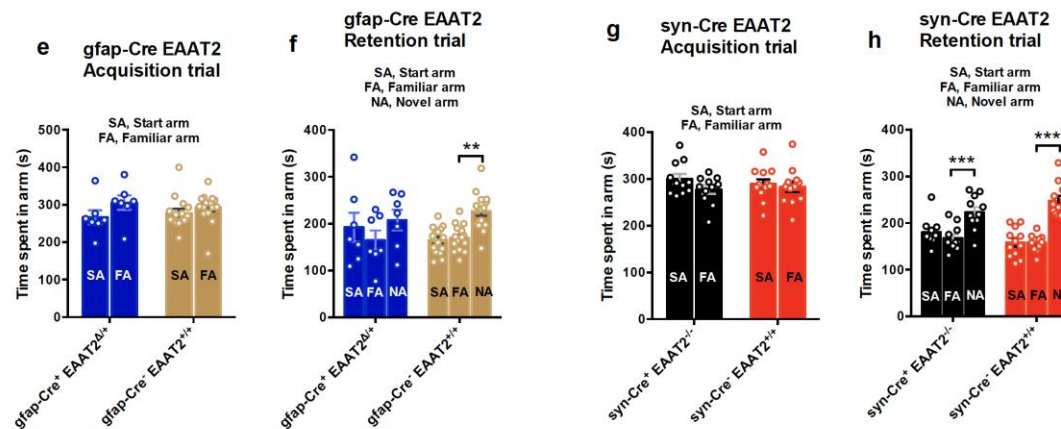 e
gfap-Cre EAAT2
Acquisition trial
SA, Start arm
FA, Familiar arm
Time spent in arm (s)
500
400
300
200
100
0
SA FA SA FA
gfap-Cre⁺ EAAT2Δ/⁺
gfap-Cre⁻ EAAT2⁺/⁺
f
gfap-Cre EAAT2
Retention trial
SA, Start arm
FA, Familiar arm
NA, Novel arm
Time spent in arm (s)
400
300
200
100
0
**
SA FA NA SA FA NA
gfap-Cre⁺ EAAT2Δ/⁺
gfap-Cre⁻ EAAT2⁺/⁺
g
syn-Cre EAAT2
Acquisition trial
SA, Start arm
FA, Familiar arm
Time spent in arm (s)
400
300
200
100
0
SA FA SA FA
syn-Cre⁺ EAAT2⁻/⁻
syn-Cre⁻ EAAT2⁺/⁺
h
syn-Cre EAAT2
Retention trial
SA, Start arm
FA, Familiar arm
NA, Novel arm
Time spent in arm (s)
400
300
200
100
0
*** ***
SA FA NA SA FA
syn-Cre⁺ EAAT2⁻/⁻
syn-Cre⁻ EAAT2⁺/⁺